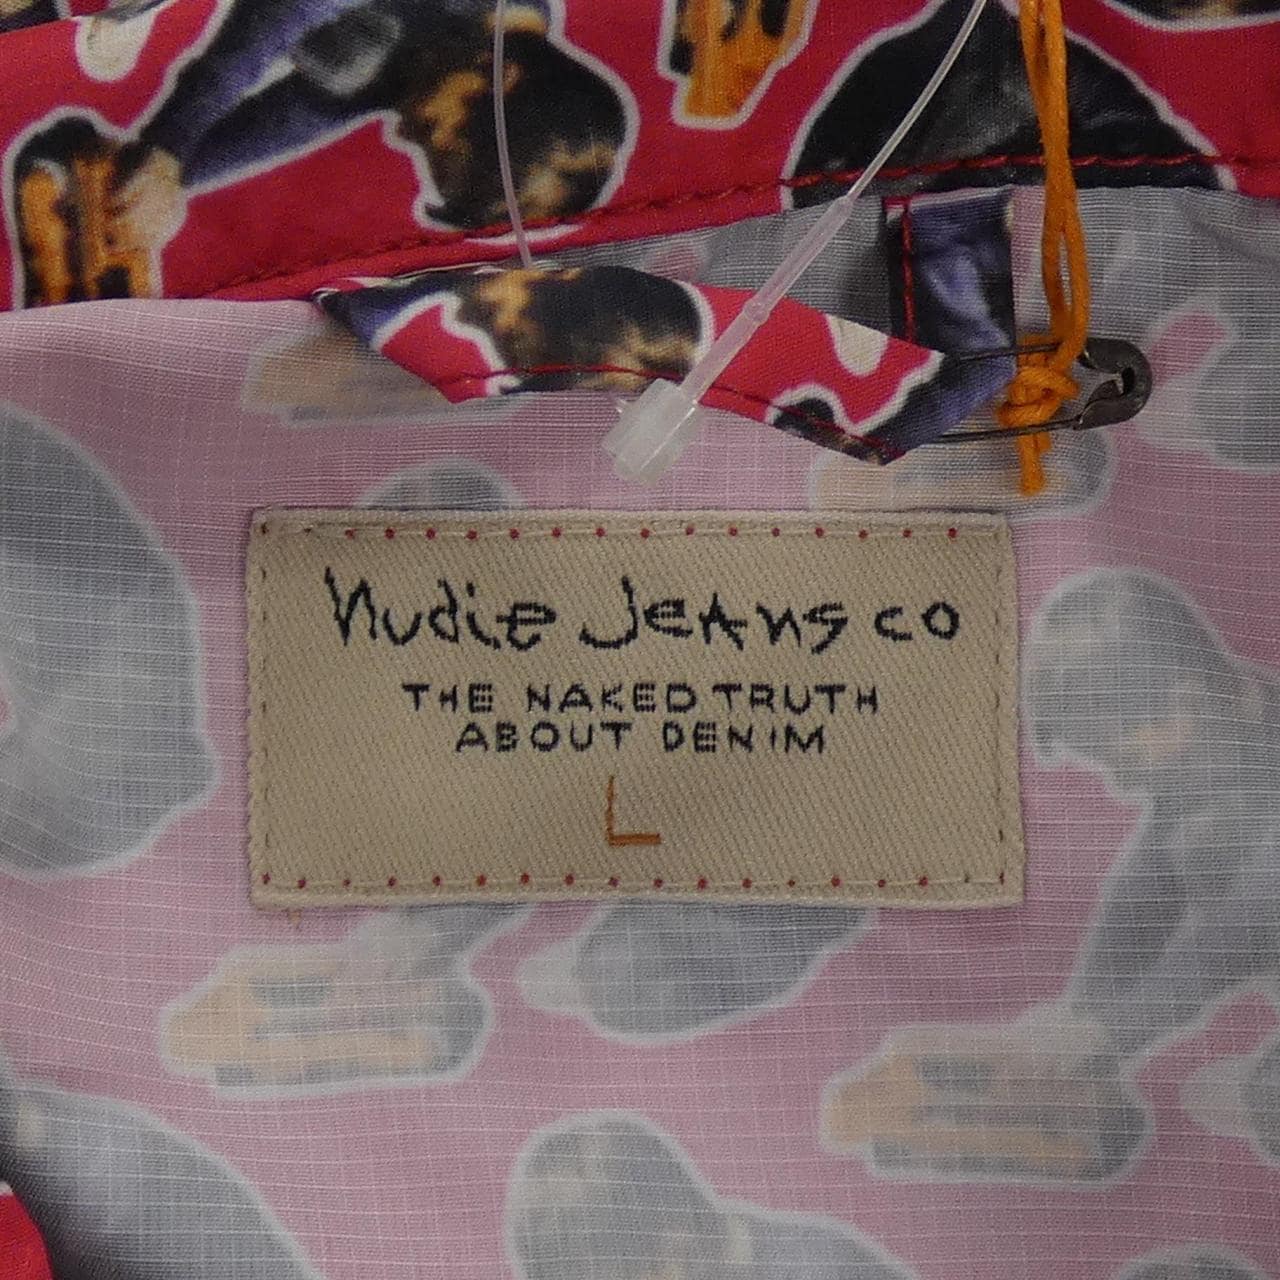 Nudie Jeans co
THE NAKED TRUTH
ABOUT DENIM
L